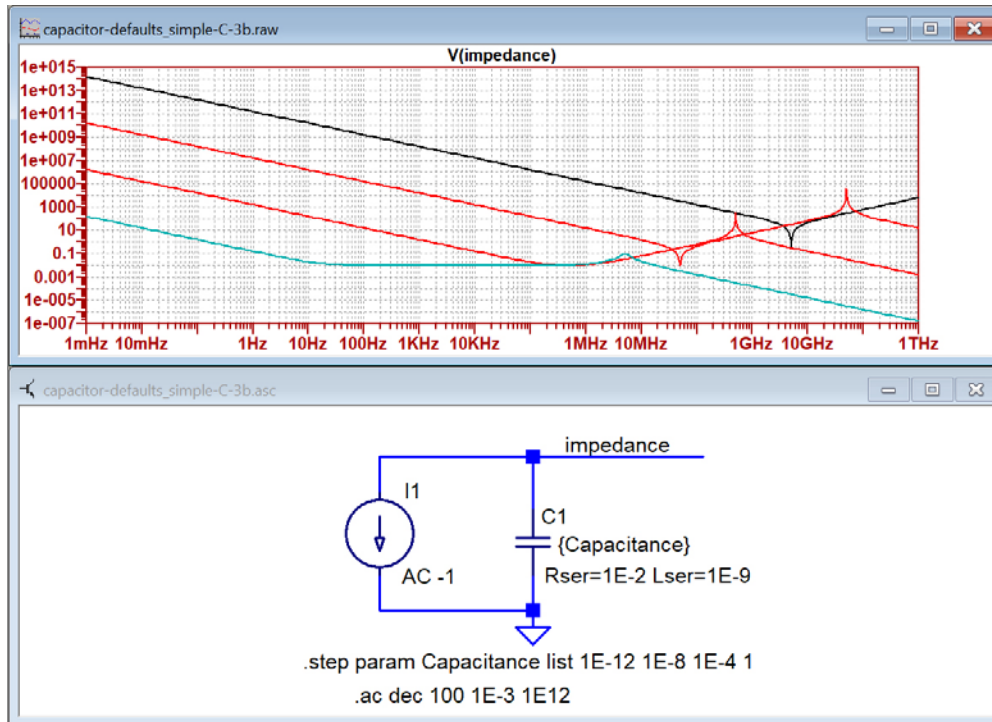 capacitor-defaults_simple-C-3b.raw
V(impedance)
1e+015
1e+013
1e+011
1e+009
1e+007
100000
1000
10
0.1
0.001
1e-005
1e-007
1mHz 10mHz 1Hz 10Hz 100Hz 1KHz 10KHz 1MHz 10MHz 1GHz 10GHz 1THz
capacitor-defaults_simple-C-3b.asc
impedance
I1
C1
{Capacitance}
AC -1
Rser=1E-2 Lser=1E-9
.step param Capacitance list 1E-12 1E-8 1E-4 1
.ac dec 100 1E-3 1E12